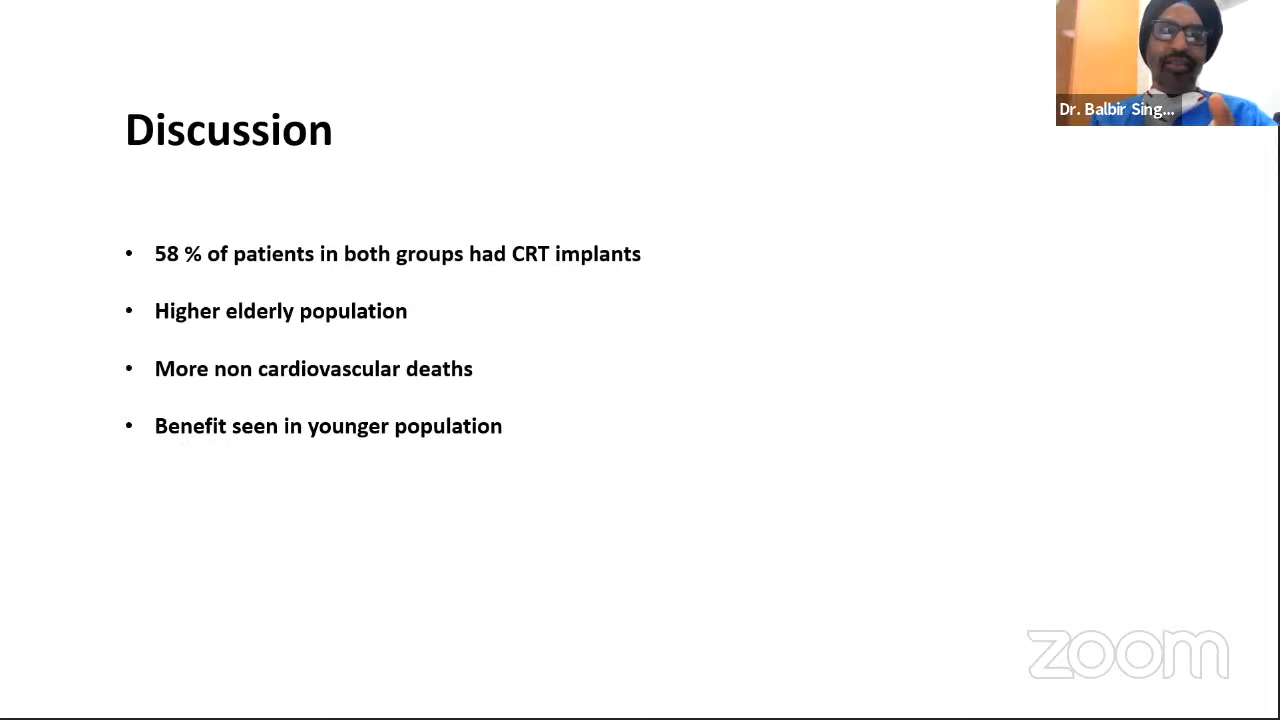 Dr. Balbir Sing...
Discussion
• 58 % of patients in both groups had CRT implants
• Higher elderly population
• More non cardiovascular deaths
• Benefit seen in younger population
zoom